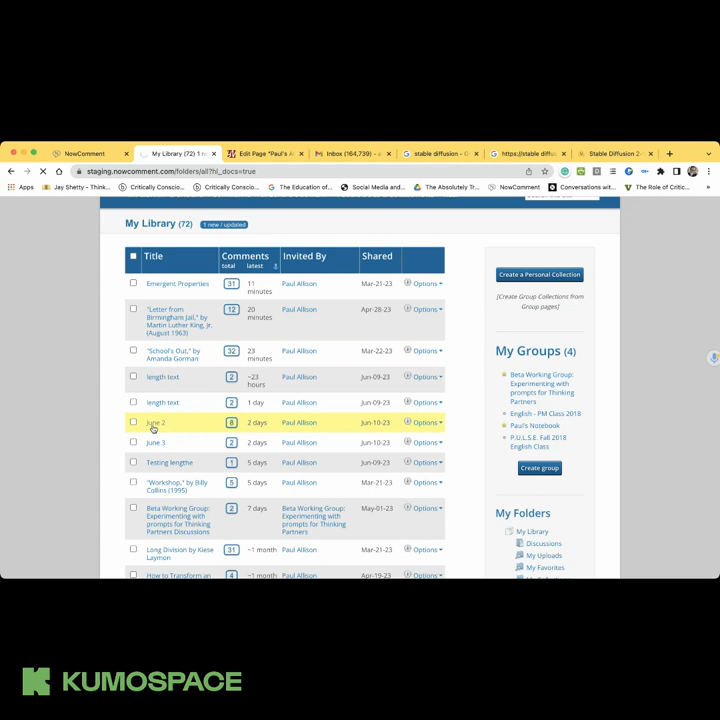 NowComment
My Library (72) 1 n
Edit Page "Paul's A
Inbox (164,739) - a
stable diffusion - G
https://stable diffus
Stable Diffusion 2-
staging.nowcomment.com/folders/all?hl_docs=true
Apps
Jay Shetty - Think...
Critically Conscio...
Critically Conscio...
The Education of...
Social Media and...
The Absolutely Tr...
NowComment
Conversations wit...
The Role of Critic...
My Library (72)
1 new / updated
Title
Comments
total
latest
Invited By
Shared
Emergent Properties
31
11
minutes
Paul Allison
Mar-21-23
Options
"Letter from
Birmingham Jail," by
Martin Luther King, Jr.
(August 1963)
12
20
minutes
Paul Allison
Apr-28-23
Options
"School's Out," by
Amanda Gorman
32
23
minutes
Paul Allison
Mar-22-23
Options
length text
2
~23
hours
Paul Allison
Jun-09-23
Options
length text
2
1 day
Paul Allison
Jun-09-23
Options
June 2
8
2 days
Paul Allison
Jun-10-23
Options
June 3
2
2 days
Paul Allison
Jun-10-23
Options
Testing lengthe
1
5 days
Paul Allison
Jun-09-23
Options
"Workshop," by Billy
Collins (1995)
5
5 days
Paul Allison
Mar-21-23
Options
Beta Working Group:
Experimenting with
prompts for Thinking
Partners Discussions
2
7 days
Beta Working Group:
Experimenting with
prompts for Thinking
Partners
May-01-23
Options
Long Division by Kiese
Laymon
31
~1 month
Paul Allison
Mar-21-23
Options
How to Transform an
4
~1 month
Paul Allison
Apr-19-23
Options
Create a Personal Collection
[Create Group Collections from
Group pages]
My Groups (4)
Beta Working Group:
Experimenting with
prompts for Thinking
Partners
English - PM Class 2018
Paul's Notebook
P.U.L.S.E. Fall 2018
English Class
Create group
My Folders
My Library
Discussions
My Uploads
My Favorites
KUMOSPACE